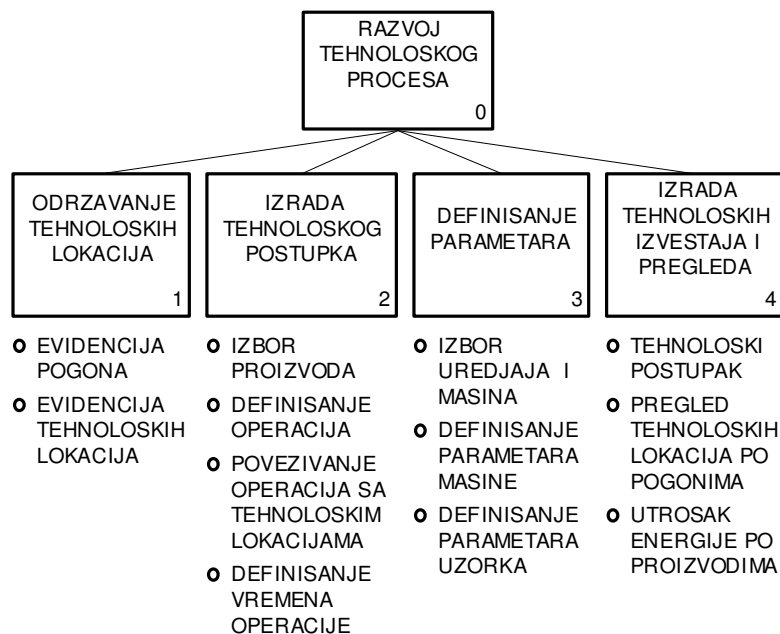 RAZVOJ
TEHNOLOSKOG
PROCESA
0
ODRZAVANJE
TEHNOLOSKIH
LOKACIJA
1
IZRADA
TEHNOLOSKOG
POSTUPKA
2
DEFINISANJE
PARAMETARA
3
IZRADA
TEHNOLOSKIH
IZVESTAJA I
PREGLEDA
4
EVIDENCIJA
POGONA
EVIDENCIJA
TEHNOLOSKIH
LOKACIJA
IZBOR
PROIZVODA
DEFINISANJE
OPERACIJA
POVEZIVANJE
OPERACIJA SA
TEHNOLOSKIM
LOKACIJAMA
DEFINISANJE
VREMENA
OPERACIJE
IZBOR
UREDJAJA I
MASINA
DEFINISANJE
PARAMETARA
MASINE
DEFINISANJE
PARAMETARA
UZORKA
TEHNOLOSKI
POSTUPAK
PREGLED
TEHNOLOSKIH
LOKACIJA PO
POGONIMA
UTROSAK
ENERGIJE PO
PROIZVODIMA